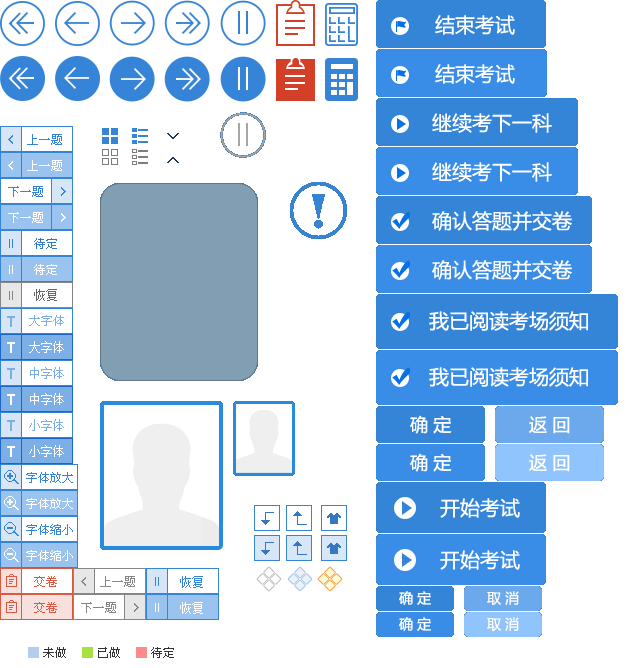 上一题
上一题
下一题
下一题
待定
待定
恢复
大字体
大字体
中字体
中字体
小字体
小字体
字体放大
字体放大
字体缩小
字体缩小
交卷 上一题 恢复
交卷 下一题 恢复
未做 已做 待定
结束考试
结束考试
继续考下一科
继续考下一科
确认答题并交卷
确认答题并交卷
我已阅读考场须知
我已阅读考场须知
确定 返回
确定 返回
开始考试
开始考试
确定 取消
确定 取消